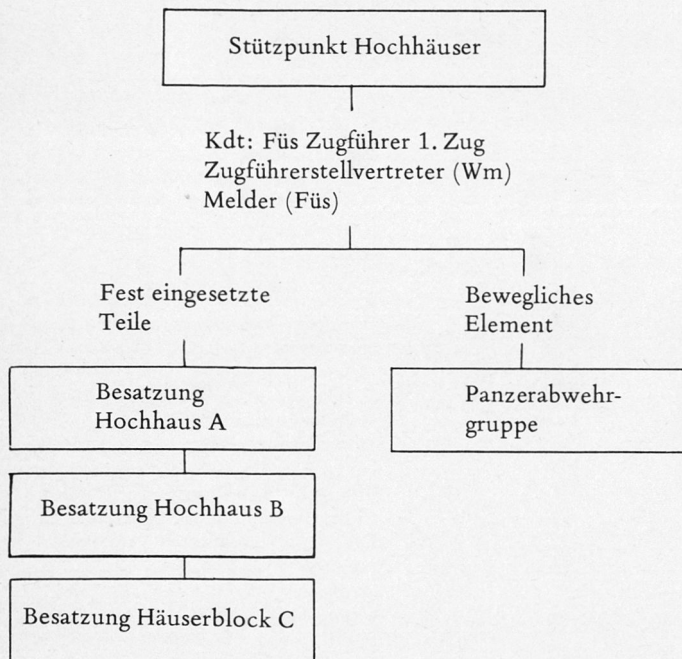 Stützpunkt Hochhäuser
Kdt: Füs Zugführer 1. Zug
Zugführerstellvertreter (Wm)
Melder (Füs)
Fest eingesetzte
Teile
Bewegliches
Element
Besatzung
Hochhaus A
Panzerabwehr-
gruppe
Besatzung Hochhaus B
Besatzung Häuserblock C